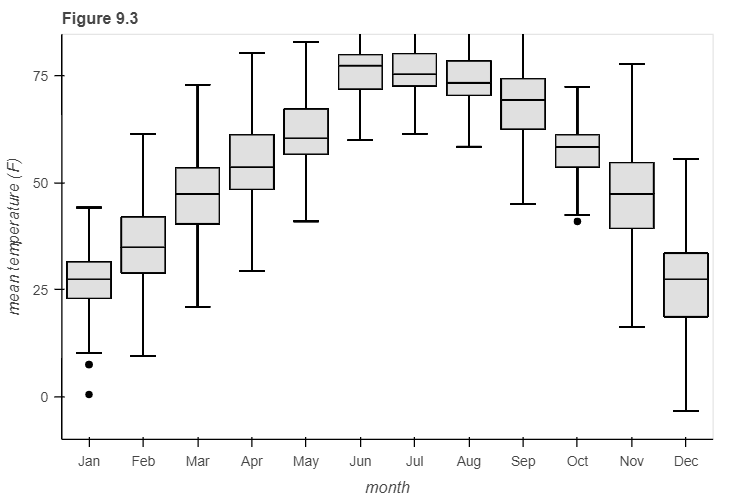 Figure 9.3
mean temperature (F)
75
50
25
0
Jan Feb Mar Apr May Jun Jul Aug Sep Oct Nov Dec
month